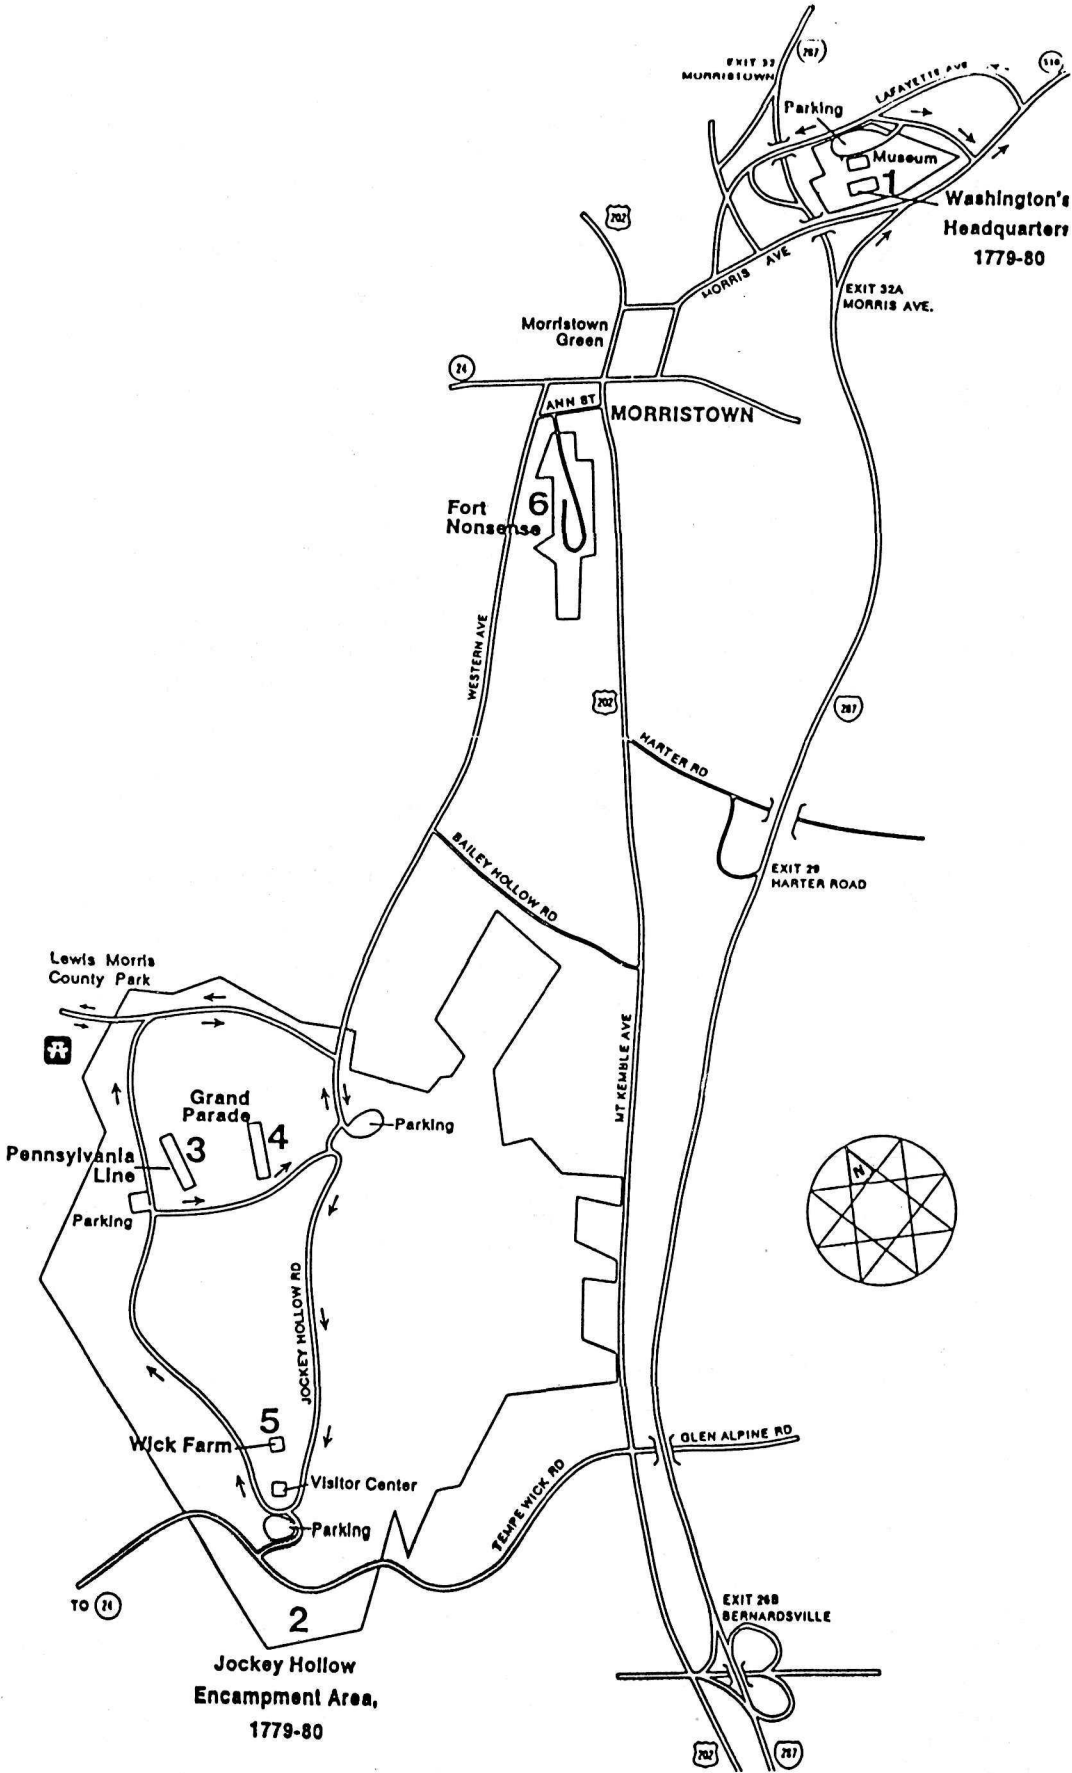 287
EXIT 32
MORRISTOWN
LAFAYETTE AVE
510
Parking
Museum
1
Washington's
Headquarters
1779-80
202
MORRIS AVE
EXIT 32A
MORRIS AVE.
Morristown
Green
24
ANN ST
MORRISTOWN
6
Fort
Nonsense
WESTERN AVE
202
HARTER RD
287
BAILEY HOLLOW RD
EXIT 29
HARTER ROAD
Lewis Morris
County Park
MT KEMBLE AVE
Grand
Parade
4
3
Parking
Pennsylvania
Line
Parking
N
JOCKEY HOLLOW RD
5
Wick Farm
GLEN ALPINE RD
Visitor Center
TEMPE WICK RD
Parking
TO 24
2
EXIT 26B
BERNARDSVILLE
Jockey Hollow
Encampment Area,
1779-80
202
287